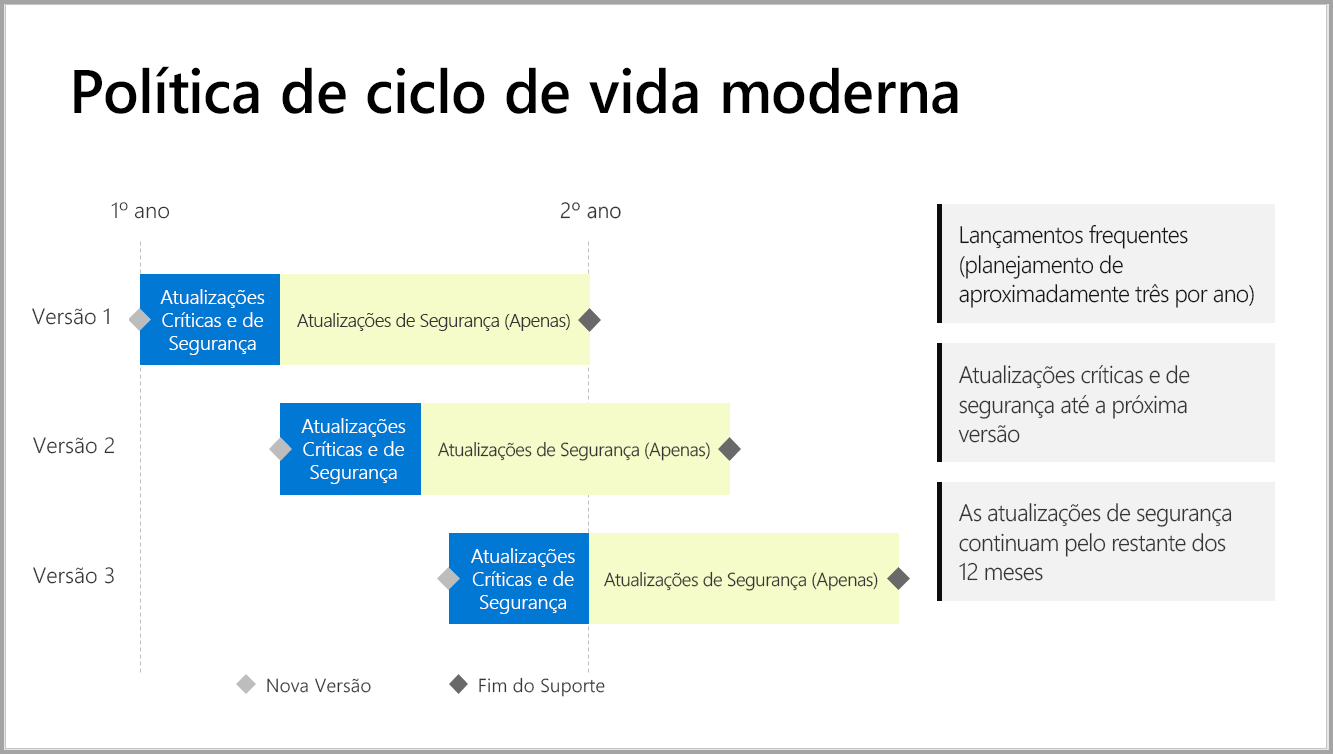 Política de ciclo de vida moderna
1º ano
2º ano
Versão 1
Atualizações
Críticas e de
Segurança
Atualizações de Segurança (Apenas)
Versão 2
Atualizações
Críticas e de
Segurança
Atualizações de Segurança (Apenas)
Versão 3
Atualizações
Críticas e de
Segurança
Atualizações de Segurança (Apenas)
Nova Versão
Fim do Suporte
Lançamentos frequentes
(planejamento de
aproximadamente três por ano)
Atualizações críticas e de
segurança até a próxima
versão
As atualizações de segurança
continuam pelo restante dos
12 meses